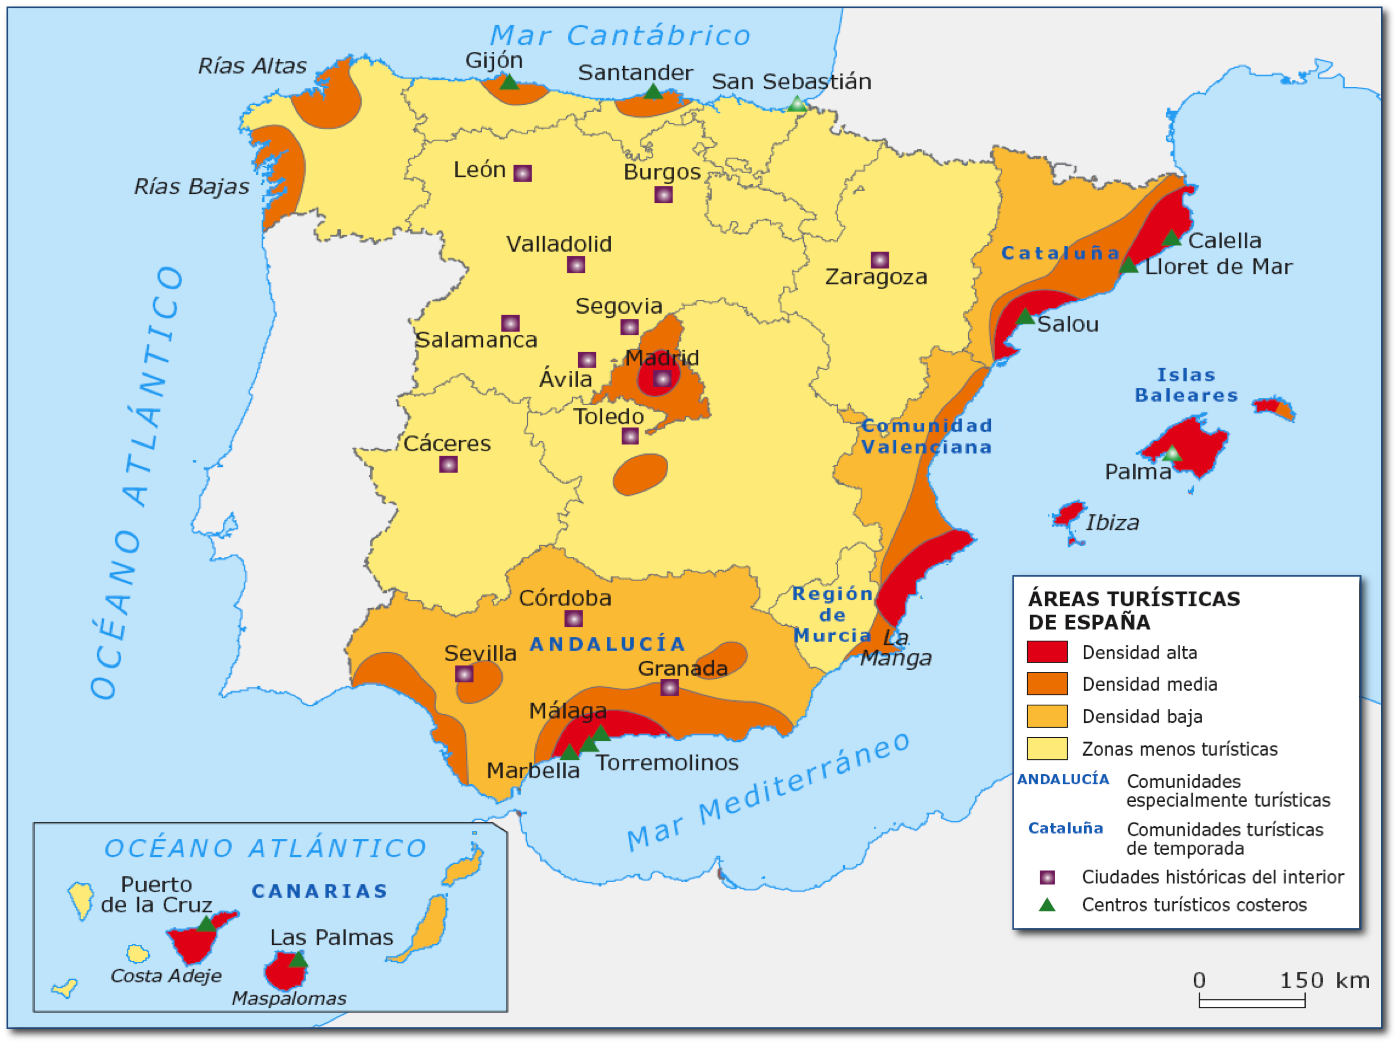 Mar Cantábrico
Rías Altas
Gijón
Santander
San Sebastián
León
Burgos
Rías Bajas
Valladolid
Zaragoza
Cataluña
Calella
Lloret de Mar
Salou
Segovia
Salamanca
Madrid
Ávila
Toledo
Cáceres
OCÉANO ATLÁNTICO
Comunidad
Valenciana
Islas
Baleares
Palma
Ibiza
Región
de
Murcia
La
Manga
Córdoba
ANDALUCÍA
Sevilla
Granada
Málaga
Torremolinos
Marbella
Mar Mediterráneo
OCÉANO ATLÁNTICO
CANARIAS
Puerto
de la Cruz
Las Palmas
Costa Adeje
Maspalomas
ÁREAS TURÍSTICAS
DE ESPAÑA
Densidad alta
Densidad media
Densidad baja
Zonas menos turísticas
ANDALUCÍA Comunidades
especialmente turísticas
Cataluña Comunidades turísticas
de temporada
Ciudades históricas del interior
Centros turísticos costeros
0 150 km